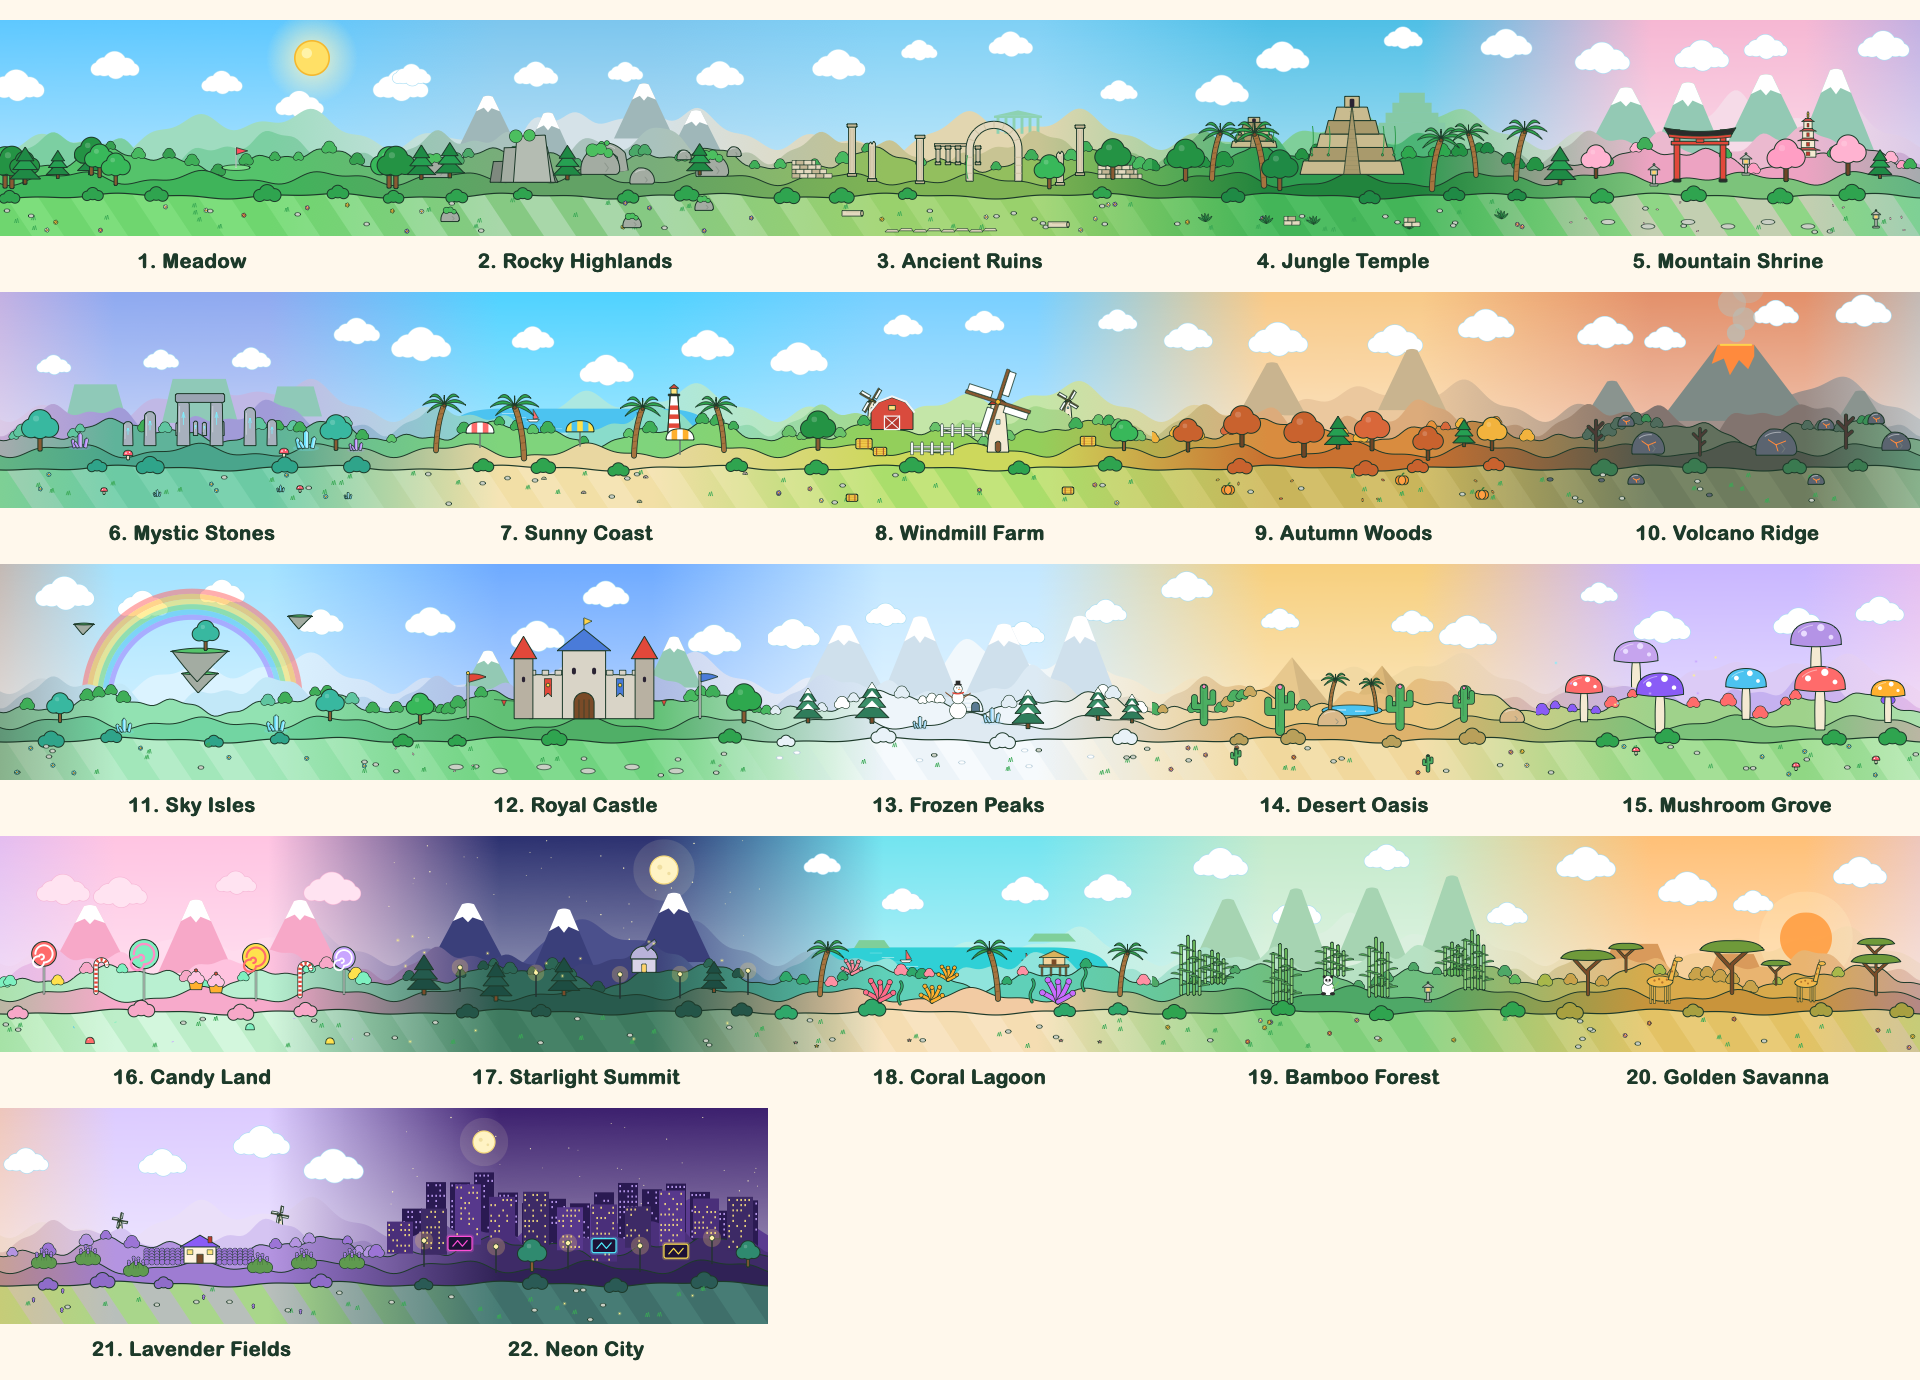 1. Meadow
2. Rocky Highlands
3. Ancient Ruins
4. Jungle Temple
5. Mountain Shrine
6. Mystic Stones
7. Sunny Coast
8. Windmill Farm
9. Autumn Woods
10. Volcano Ridge
11. Sky Isles
12. Royal Castle
13. Frozen Peaks
14. Desert Oasis
15. Mushroom Grove
16. Candy Land
17. Starlight Summit
18. Coral Lagoon
19. Bamboo Forest
20. Golden Savanna
21. Lavender Fields
22. Neon City